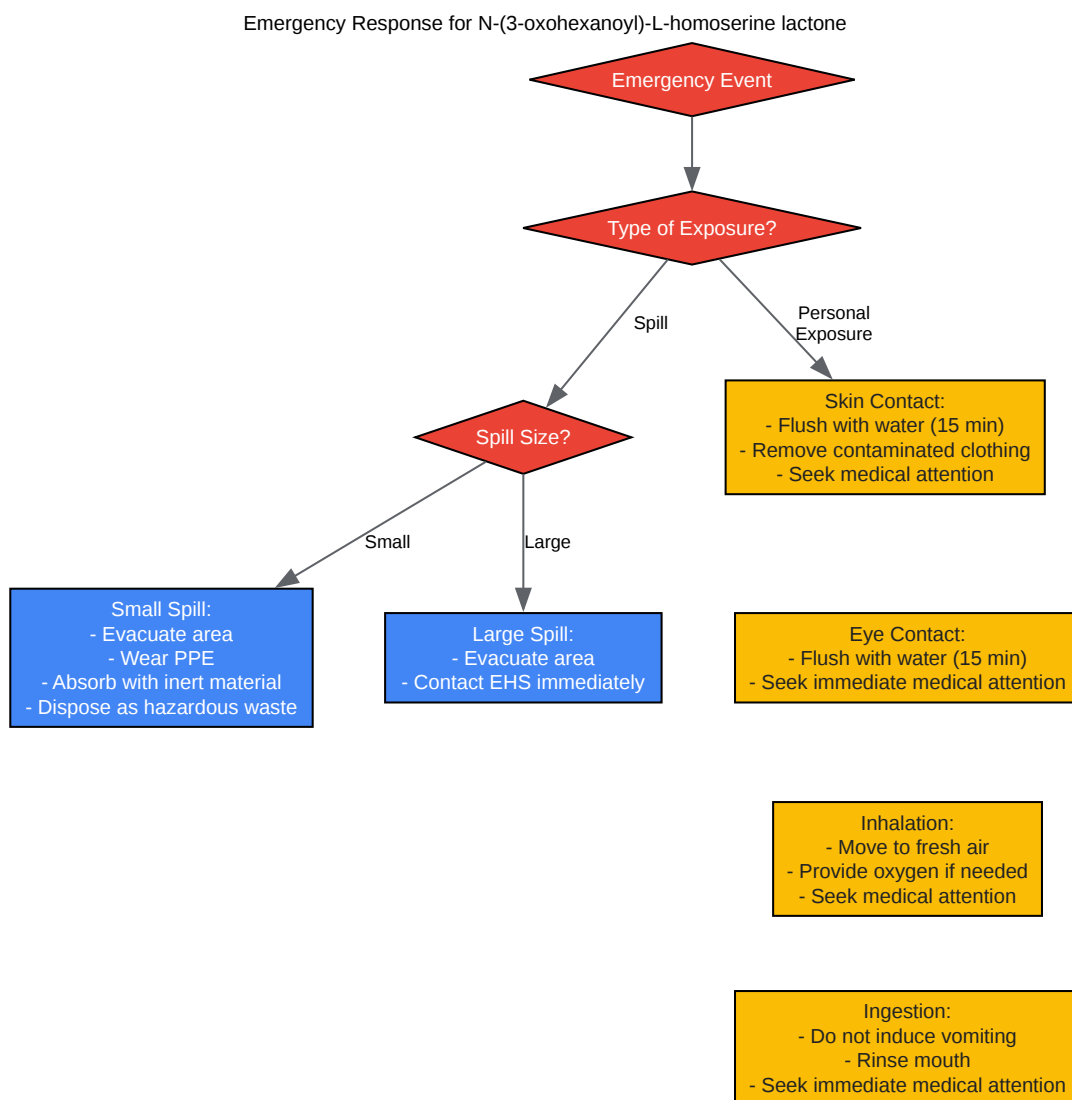 Emergency Response for N-(3-oxohexanoyl)-L-homoserine lactone
Emergency Event
Type of Exposure?
Spill
Personal
Exposure
Skin Contact:
- Flush with water (15 min)
- Remove contaminated clothing
- Seek medical attention
Spill Size?
Small
Large
Small Spill:
- Evacuate area
- Wear PPE
- Absorb with inert material
- Dispose as hazardous waste
Large Spill:
- Evacuate area
- Contact EHS immediately
Eye Contact:
- Flush with water (15 min)
- Seek immediate medical attention
Inhalation:
- Move to fresh air
- Provide oxygen if needed
- Seek medical attention
Ingestion:
- Do not induce vomiting
- Rinse mouth
- Seek immediate medical attention